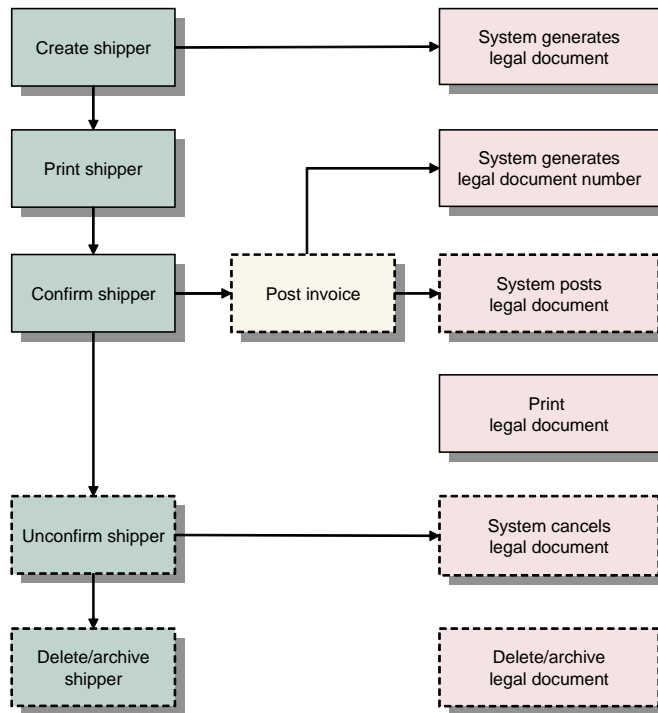 Create shipper
System generates
legal document
Print shipper
System generates
legal document number
Confirm shipper
Post invoice
System posts
legal document
Print
legal document
Unconfirm shipper
System cancels
legal document
Delete/archive
shipper
Delete/archive
legal document